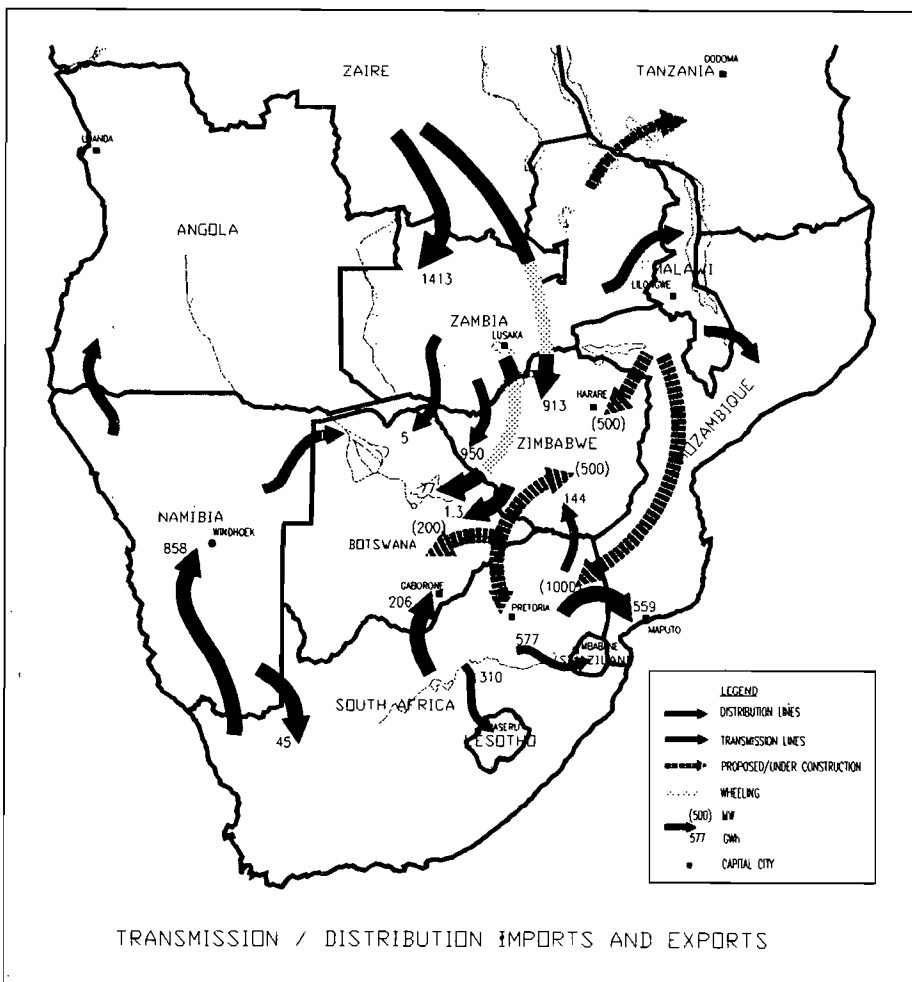 DODOMA
ZAIRE
TANZANIA
LUANDA
ANGOLA
1413
MALAWI
LILONGWE
ZAMBIA
LUSAKA
913
HARARE
(500)
MOZAMBIQUE
5
950
ZIMBABWE
(500)
77
1.3
144
NAMIBIA
WINDHOEK
(200)
BOTSWANA
858
GABORONE
206
(1000)
PRETORIA
559
MAPUTO
577
MBABANE
SWAZILAND
310
SOUTH AFRICA
MASERU
LESOTHO
45
LEGEND
DISTRIBUTION LINES
TRANSMISSION LINES
PROPOSED/UNDER CONSTRUCTION
WHEELING
(500) MW
577 GWh
CAPITAL CITY
TRANSMISSION / DISTRIBUTION IMPORTS AND EXPORTS